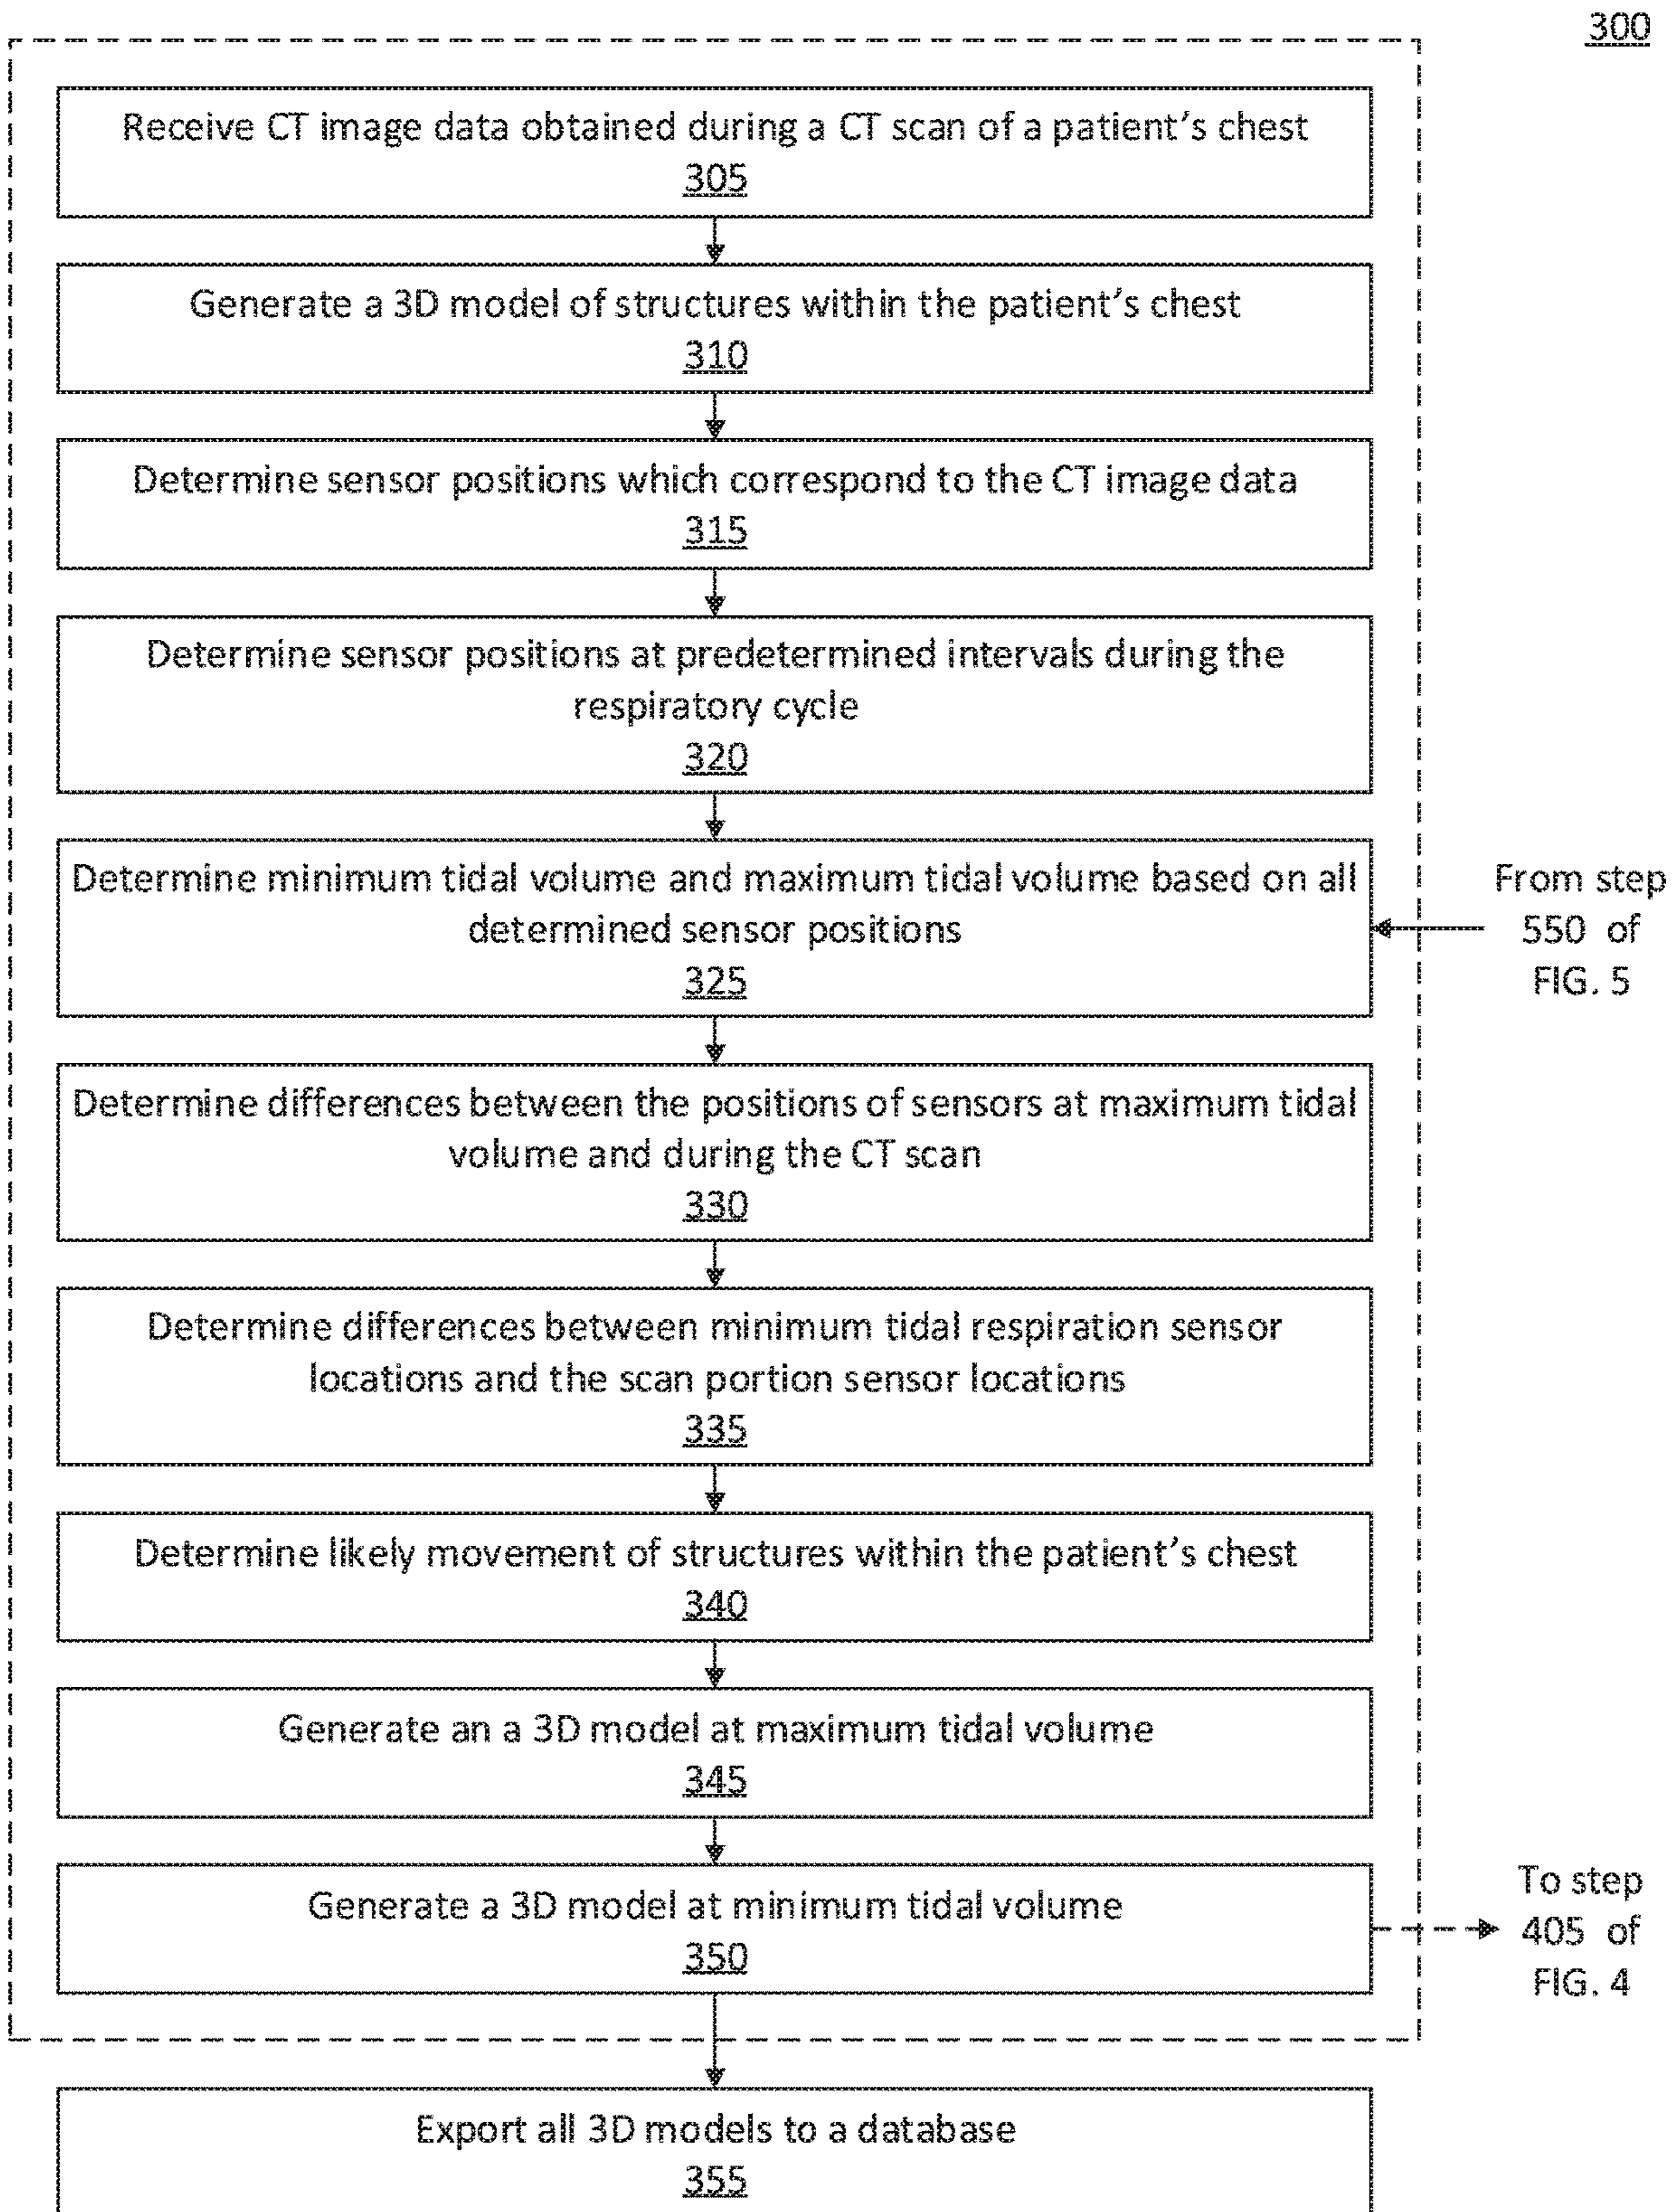 300
Receive CT image data obtained during a CT scan of a patient's chest
305
Generate a 3D model of structures within the patient's chest
310
Determine sensor positions which correspond to the CT image data
315
Determine sensor positions at predetermined intervals during the
respiratory cycle
320
Determine minimum tidal volume and maximum tidal volume based on all
determined sensor positions
325
From step
550 of
FIG. 5
Determine differences between the positions of sensors at maximum tidal
volume and during the CT scan
330
Determine differences between minimum tidal respiration sensor
locations and the scan portion sensor locations
335
Determine likely movement of structures within the patient's chest
340
Generate an a 3D model at maximum tidal volume
345
Generate a 3D model at minimum tidal volume
350
To step
405 of
FIG. 4
Export all 3D models to a database
355